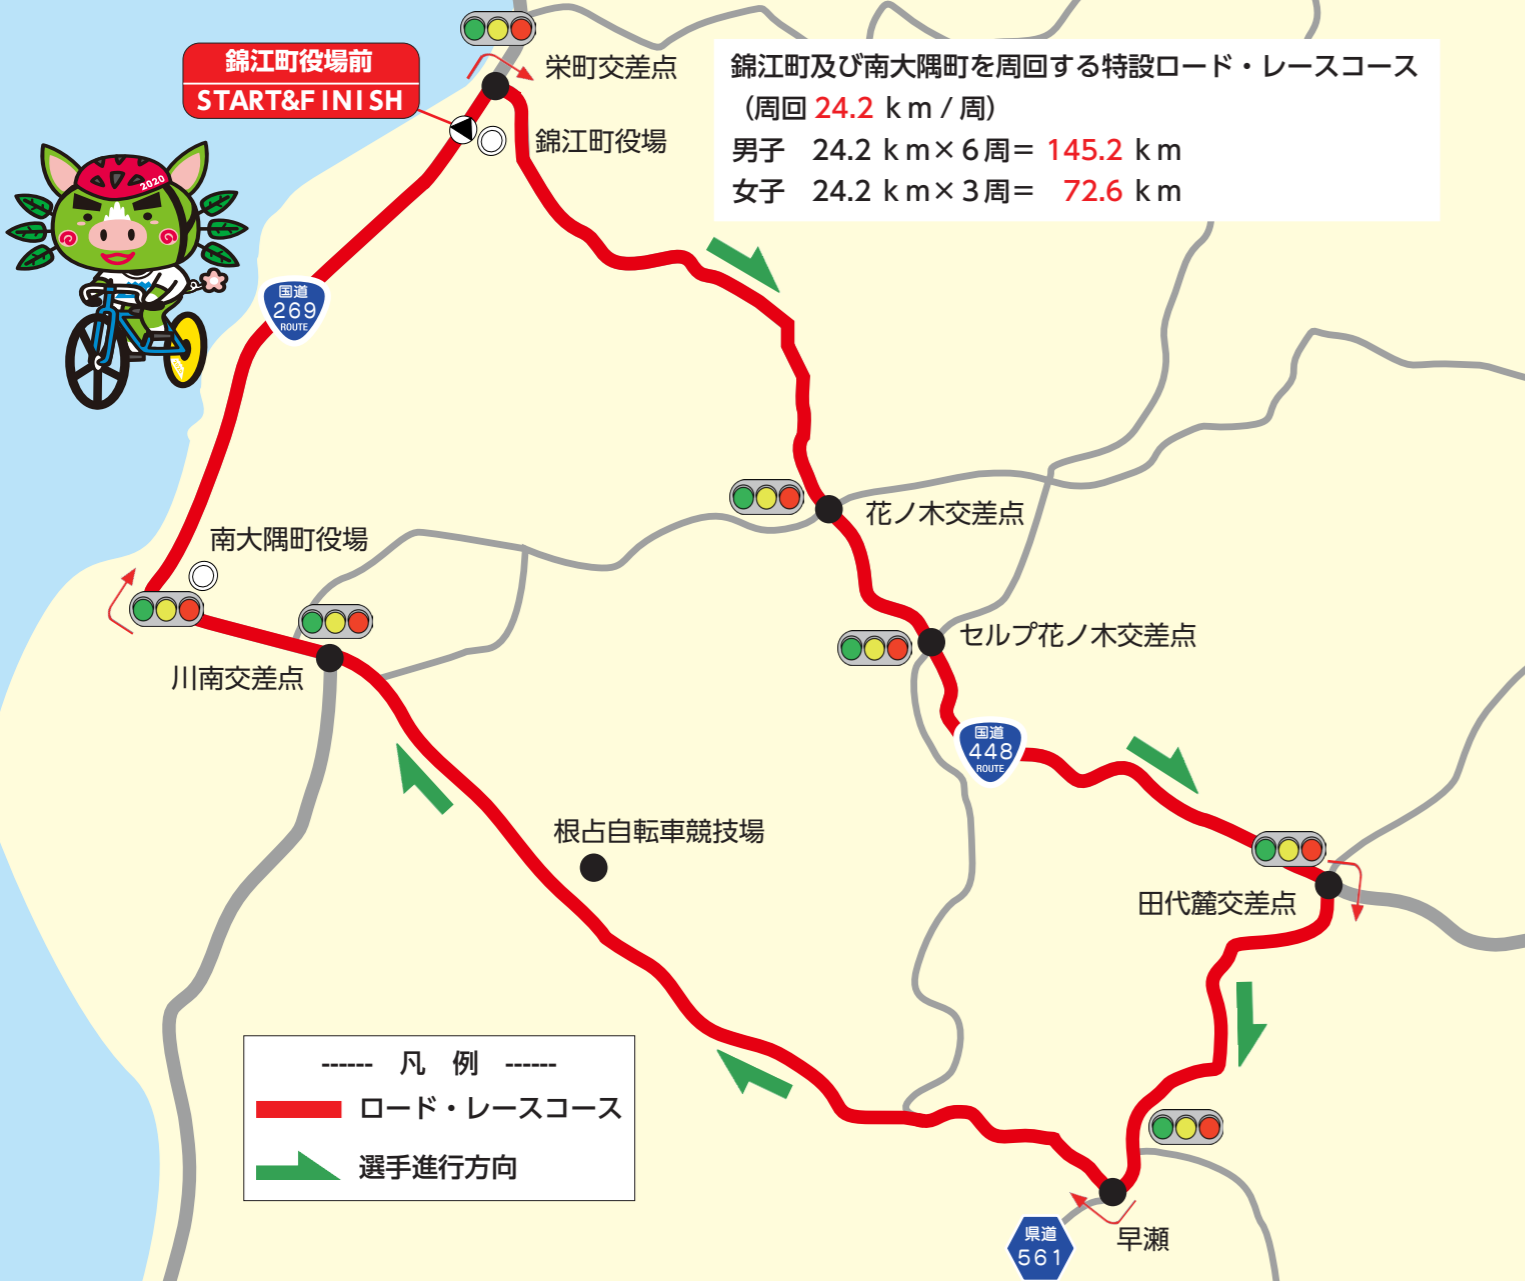 栄町交差点
錦江町役場前
START&FINISH
錦江町及び南大隅町を周回する特設ロード・レースコース
（周回 24.2 km / 周）
男子 24.2 km×6周＝ 145.2 km
女子 24.2 km×3周＝ 72.6 km
錦江町役場
2020
国道
269
ROUTE
花ノ木交差点
南大隅町役場
セルプ花ノ木交差点
川南交差点
国道
448
ROUTE
根占自転車競技場
田代麓交差点
------ 凡 例 ------
ロード・レースコース
選手進行方向
早瀬
県道
561